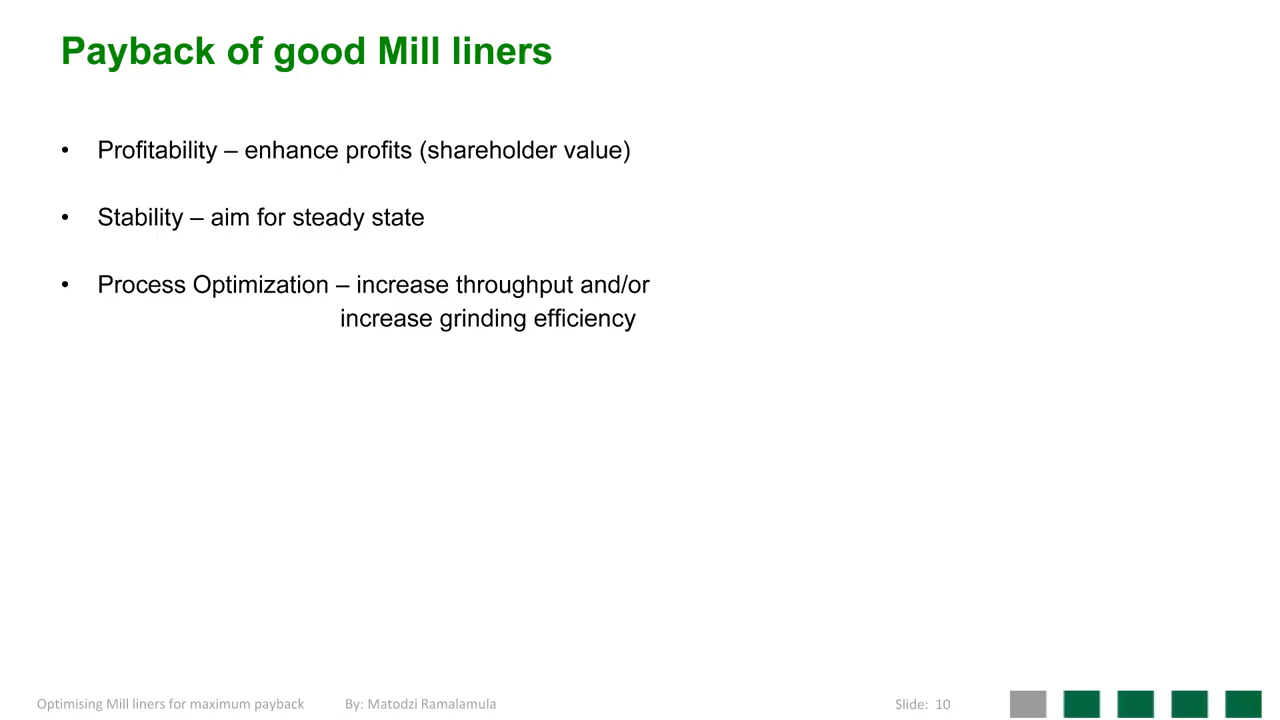 Payback of good Mill liners
• Profitability – enhance profits (shareholder value)
• Stability – aim for steady state
• Process Optimization – increase throughput and/or
increase grinding efficiency
Optimising Mill liners for maximum payback By: Matodzi Ramalamula Slide: 10